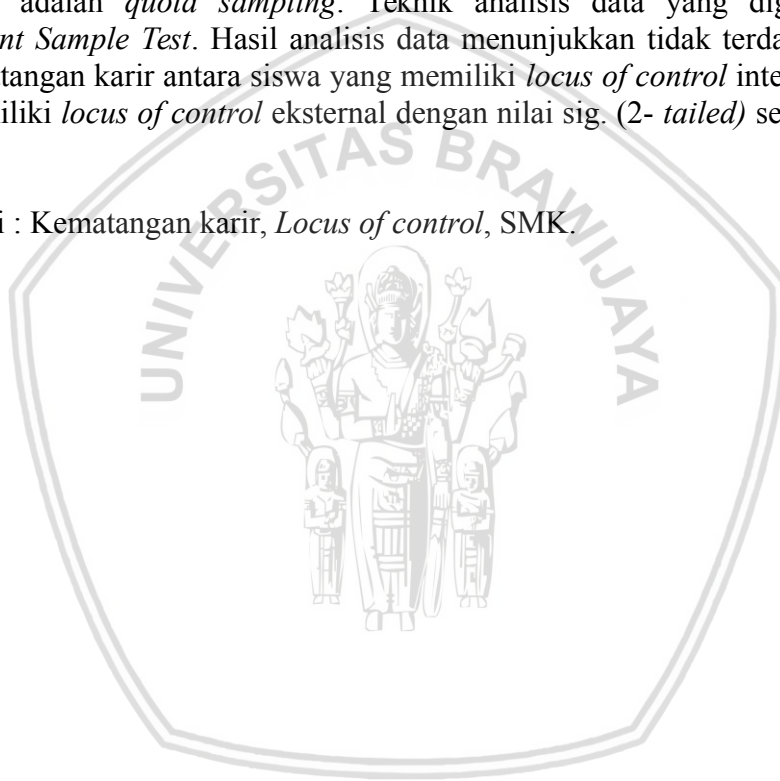 adalah quota sampling. Teknik analisis data yang dig
nt Sample Test. Hasil analisis data menunjukkan tidak terda
atangan karir antara siswa yang memiliki locus of control inte
iliki locus of control eksternal dengan nilai sig. (2- tailed) se
i : Kematangan karir, Locus of control, SMK.
UNIVERSITAS BRAWIJAYA